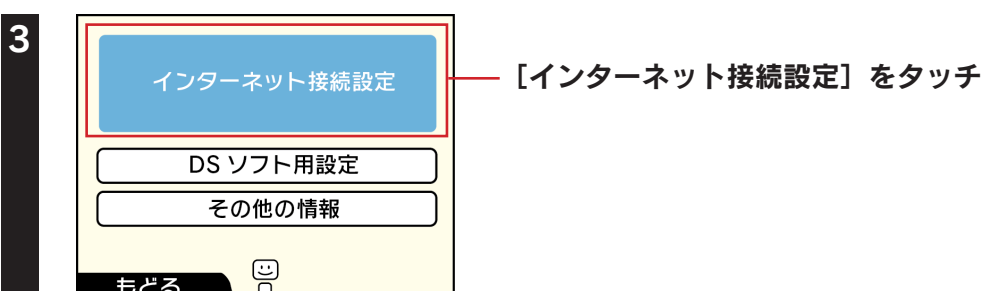 3
インターネット接続設定
［インターネット接続設定］をタッチ
DS ソフト用設定
その他の情報
もどる